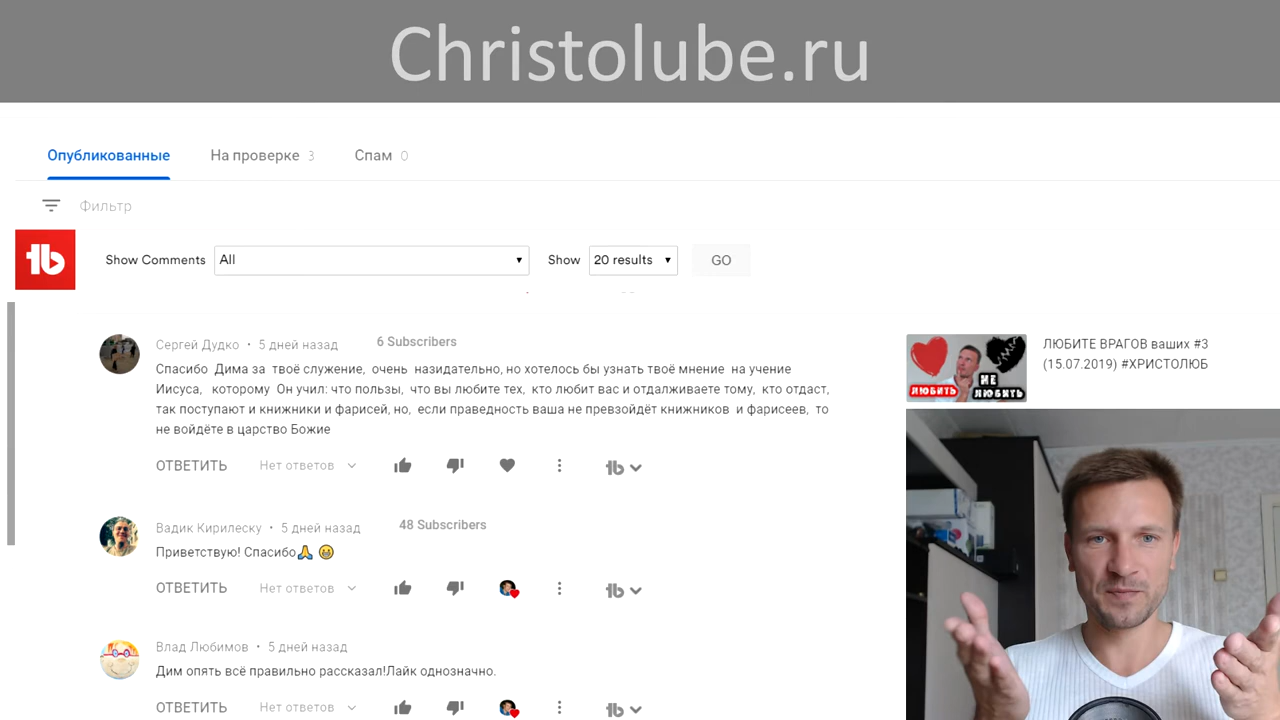 Christolube.ru
Опубликованные На проверке 3 Спам 0
Фильтр
Show Comments All Show 20 results GO
Сергей Дудко • 5 дней назад 6 Subscribers
Спасибо Дима за твоё служение, очень назидательно, но хотелось бы узнать твоё мнение на учение
Иисуса, которому Он учил: что пользы, что вы любите тех, кто любит вас и отдалживаете тому, кто отдаст,
так поступают и книжники и фарисей, но, если праведность ваша не превзойдёт книжников и фарисеев, то
не войдёте в царство Божие
ОТВЕТИТЬ Нет ответов
ЛЮБИТЕ ВРАГОВ ваших #3
(15.07.2019) #ХРИСТОЛЮБ
ЛЮБИТЬ
НЕ
ЛЮБИТЬ
Вадик Кирилеску • 5 дней назад 48 Subscribers
Приветствую! Спасибо🙏 😁
ОТВЕТИТЬ Нет ответов
Влад Любимов • 5 дней назад
Дим опять всё правильно рассказал!Лайк однозначно.
ОТВЕТИТЬ Нет ответов